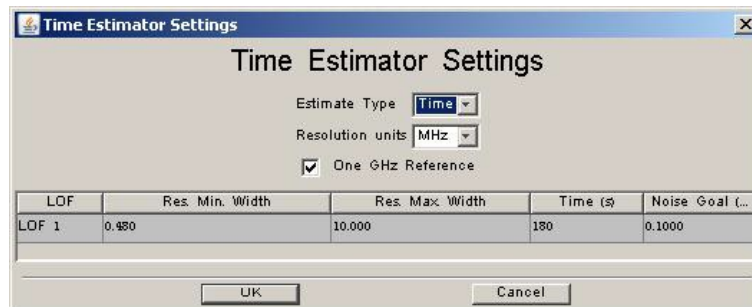 Time Estimator Settings
Time Estimator Settings
Estimate Type Time
Resolution units MHz
One GHz Reference
LOF Res. Min. Width Res. Max. Width Time (s) Noise Goal (...
LOF 1 0.480 10.000 180 0.1000
UK Cancel